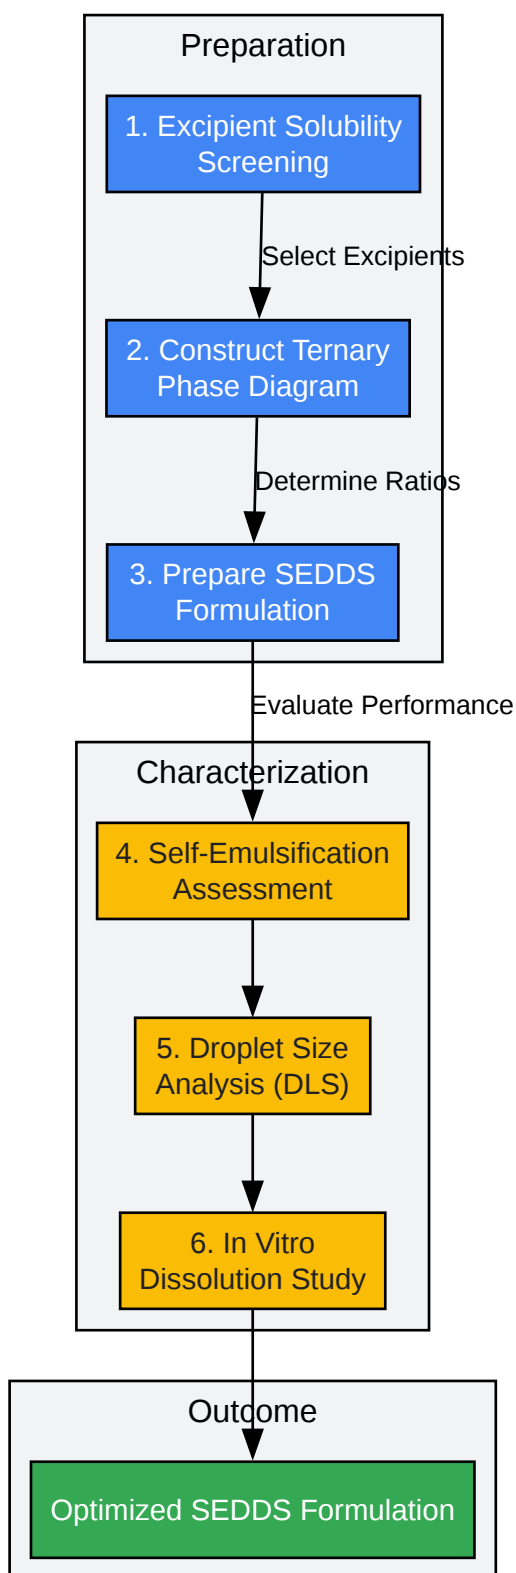 Preparation
1. Excipient Solubility
Screening
Select Excipients
2. Construct Ternary
Phase Diagram
Determine Ratios
3. Prepare SEDDS
Formulation
Evaluate Performance
Characterization
4. Self-Emulsification
Assessment
5. Droplet Size
Analysis (DLS)
6. In Vitro
Dissolution Study
Outcome
Optimized SEDDS Formulation